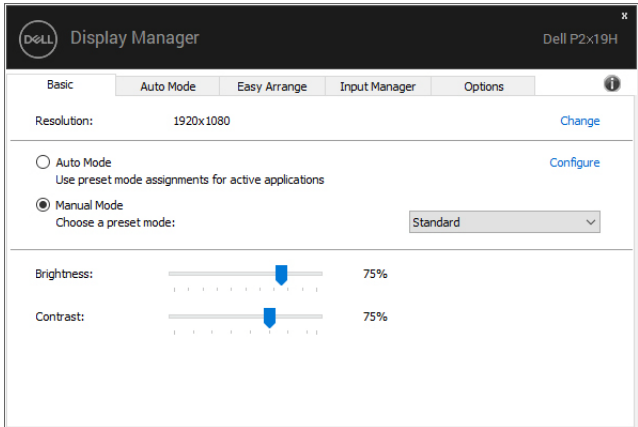 x
DELL Display Manager Dell P2x19H
Basic Auto Mode Easy Arrange Input Manager Options i
Resolution: 1920x1080 Change
Auto Mode Configure
Use preset mode assignments for active applications
Manual Mode
Choose a preset mode: Standard
Brightness: 75%
Contrast: 75%